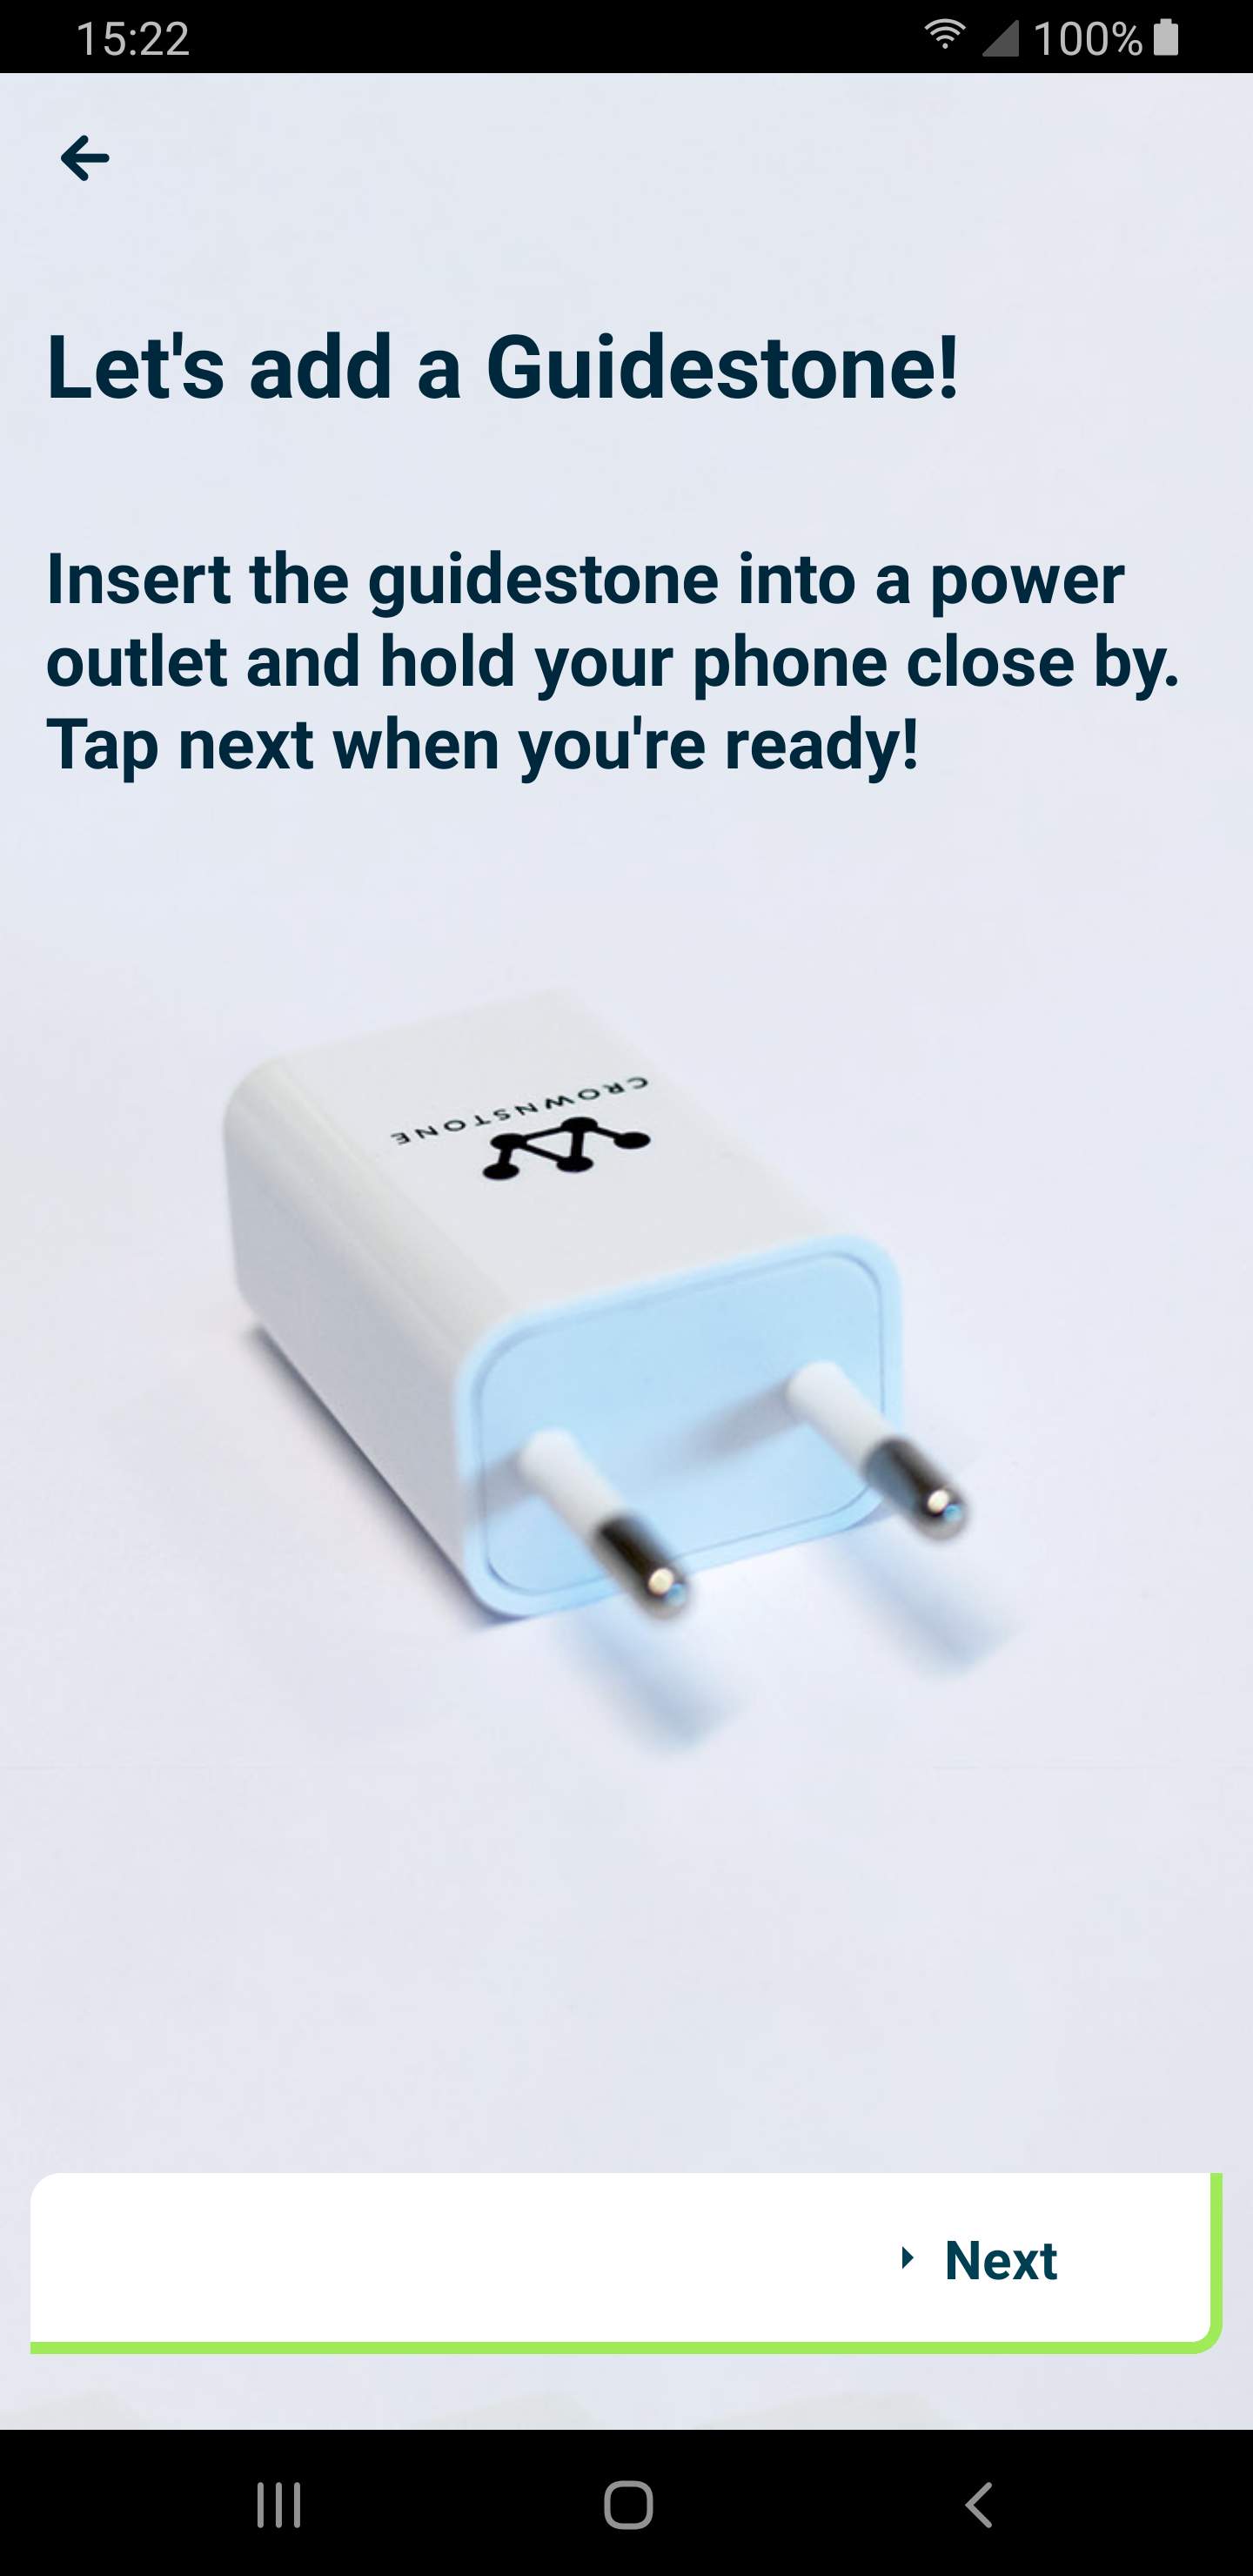 15:22
100%
Let's add a Guidestone!
Insert the guidestone into a power
outlet and hold your phone close by.
Tap next when you're ready!
CROWNSTONE
Next